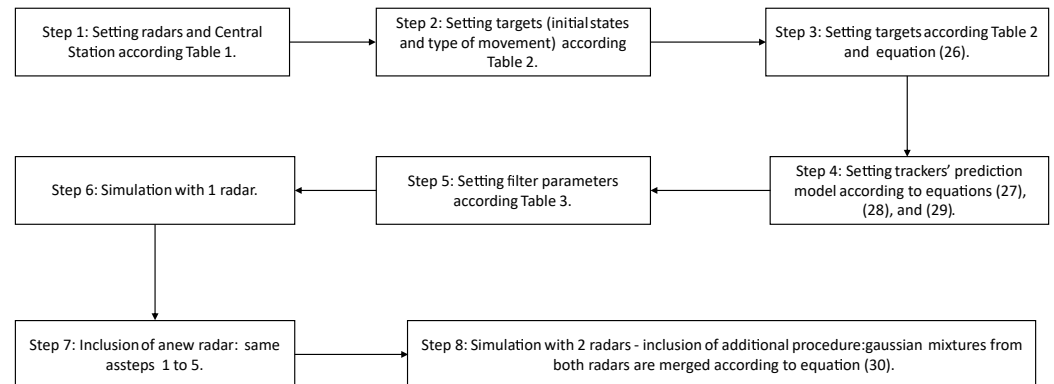 Step 1: Setting radars and Central
Station according Table 1.
Step 2: Setting targets (initial states
and type of movement) according
Table 2.
Step 3: Setting targets according Table 2
and equation (26).
Step 4: Setting trackers' prediction
model according to equations (27),
(28), and (29).
Step 5: Setting filter parameters
according Table 3.
Step 6: Simulation with 1 radar.
Step 7: Inclusion of anew radar: same
assteps 1 to 5.
Step 8: Simulation with 2 radars - inclusion of additional procedure:gaussian mixtures from
both radars are merged according to equation (30).